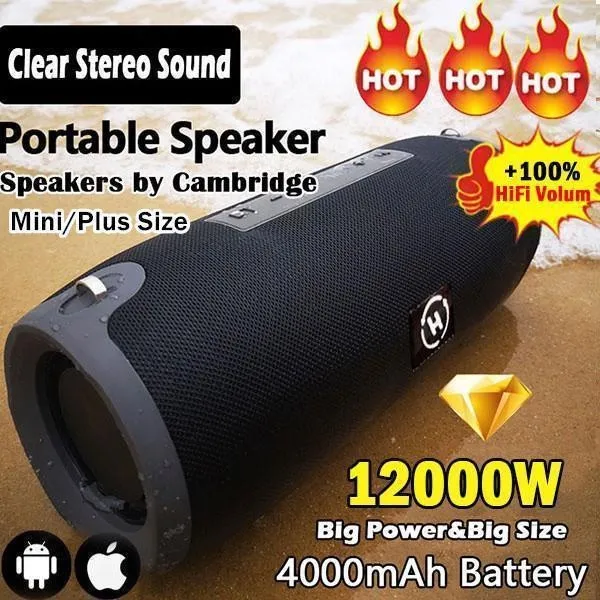 Clear Stereo Sound
HOT HOT HOT
Portable Speaker
Speakers by Cambridge
Mini/Plus Size
+100%
HiFi Volum
H
12000W
Big Power&Big Size
4000mAh Battery